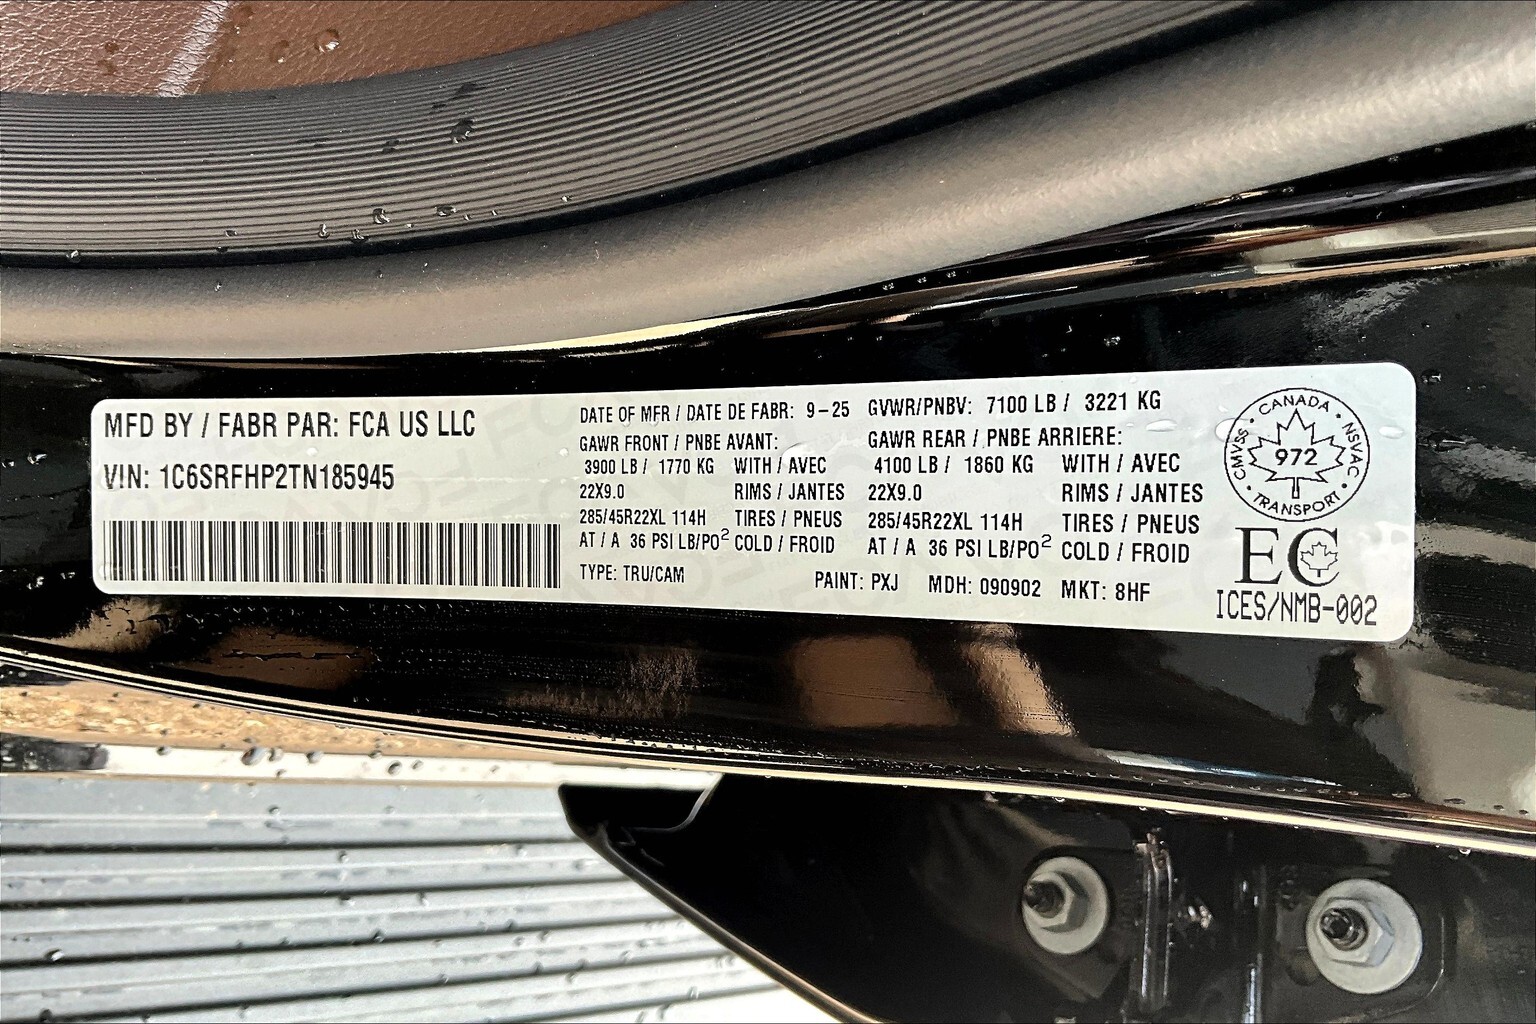 MFD BY / FABR PAR: FCA US LLC
VIN: 1C6SRFHP2TN185945
DATE OF MFR / DATE DE FABR: 9-25 GVWR/PNBV: 7100 LB / 3221 KG
GAWR FRONT / PNBE AVANT: GAWR REAR / PNBE ARRIERE:
3900 LB / 1770 KG WITH / AVEC 4100 LB / 1860 KG WITH / AVEC
22X9.0 RIMS / JANTES 22X9.0 RIMS / JANTES
285/45R22XL 114H TIRES / PNEUS 285/45R22XL 114H TIRES / PNEUS
AT / A 36 PSI LB/PO² COLD / FROID AT / A 36 PSI LB/PO² COLD / FROID
TYPE: TRU/CAM PAINT: PXJ MDH: 090902 MKT: 8HF
CANADA
CMVSS • 972 • NSVAC
TRANSPORT
EC
ICES/NMB-002